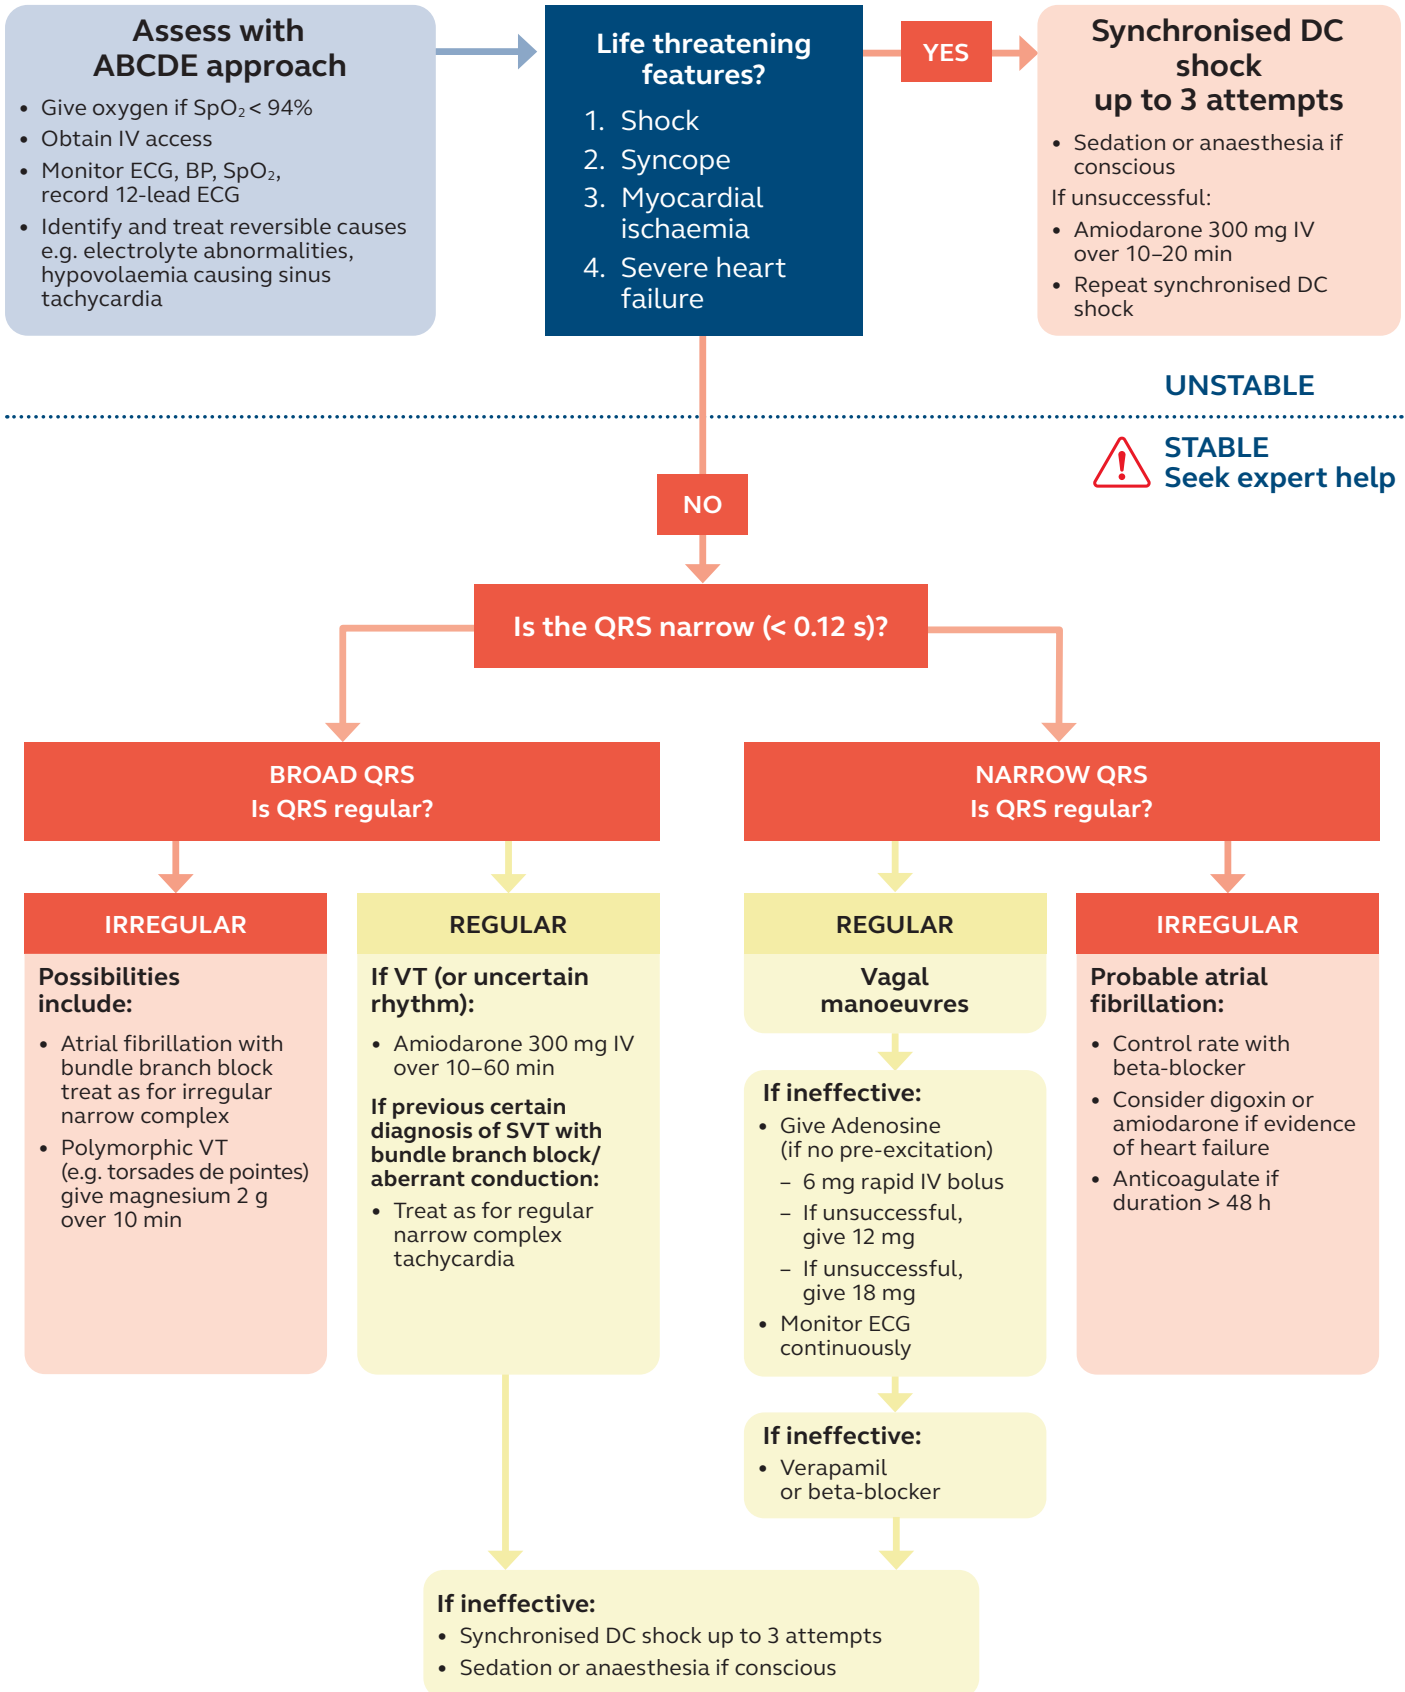 Assess with
ABCDE approach
• Give oxygen if SpO₂ < 94%
• Obtain IV access
• Monitor ECG, BP, SpO₂,
record 12-lead ECG
• Identify and treat reversible causes
e.g. electrolyte abnormalities,
hypovolaemia causing sinus
tachycardia
Life threatening
features?
1. Shock
2. Syncope
3. Myocardial
ischaemia
4. Severe heart
failure
YES
Synchronised DC
shock
up to 3 attempts
• Sedation or anaesthesia if
conscious
If unsuccessful:
• Amiodarone 300 mg IV
over 10–20 min
• Repeat synchronised DC
shock
UNSTABLE
STABLE
Seek expert help
NO
Is the QRS narrow (< 0.12 s)?
BROAD QRS
Is QRS regular?
NARROW QRS
Is QRS regular?
IRREGULAR
Possibilities
include:
• Atrial fibrillation with
bundle branch block
treat as for irregular
narrow complex
• Polymorphic VT
(e.g. torsades de pointes)
give magnesium 2 g
over 10 min
REGULAR
If VT (or uncertain
rhythm):
• Amiodarone 300 mg IV
over 10–60 min
If previous certain
diagnosis of SVT with
bundle branch block/
aberrant conduction:
• Treat as for regular
narrow complex
tachycardia
REGULAR
Vagal
manoeuvres
If ineffective:
• Give Adenosine
(if no pre-excitation)
– 6 mg rapid IV bolus
– If unsuccessful,
give 12 mg
– If unsuccessful,
give 18 mg
• Monitor ECG
continuously
If ineffective:
• Verapamil
or beta-blocker
IRREGULAR
Probable atrial
fibrillation:
• Control rate with
beta-blocker
• Consider digoxin or
amiodarone if evidence
of heart failure
• Anticoagulate if
duration > 48 h
If ineffective:
• Synchronised DC shock up to 3 attempts
• Sedation or anaesthesia if conscious